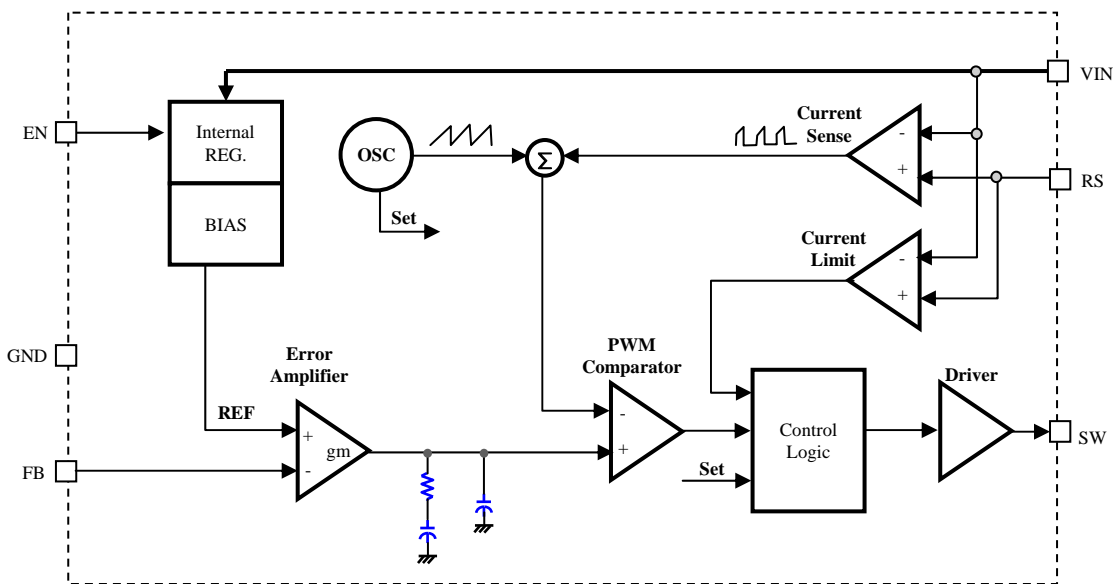 VIN
EN
Internal
REG.
OSC
Σ
Current
Sense
-
+
RS
BIAS
Set
Current
Limit
-
+
GND
Error
Amplifier
PWM
Comparator
REF
+
gm
-
-
+
Control
Logic
Driver
SW
FB
Set